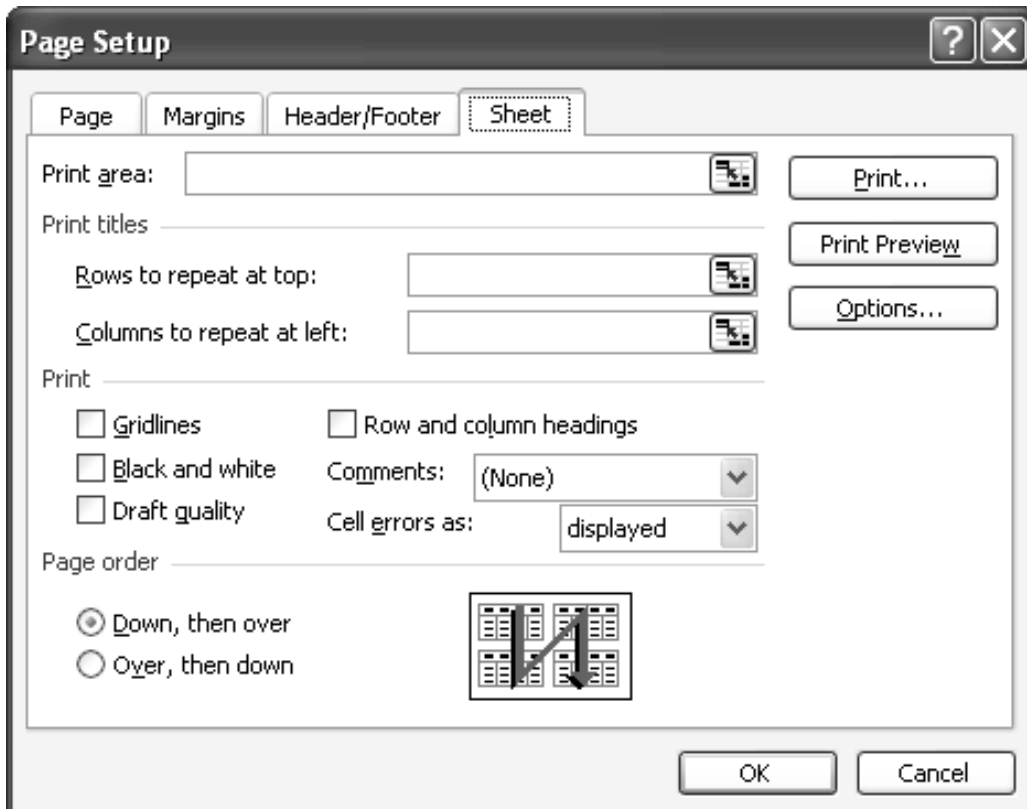 Page Setup
Page Margins Header/Footer Sheet
Print area:
Print...
Print titles
Print Preview
Rows to repeat at top:
Options...
Columns to repeat at left:
Print
Gridlines
Row and column headings
Black and white
Comments: (None)
Draft quality
Cell errors as: displayed
Page order
Down, then over
Over, then down
OK Cancel